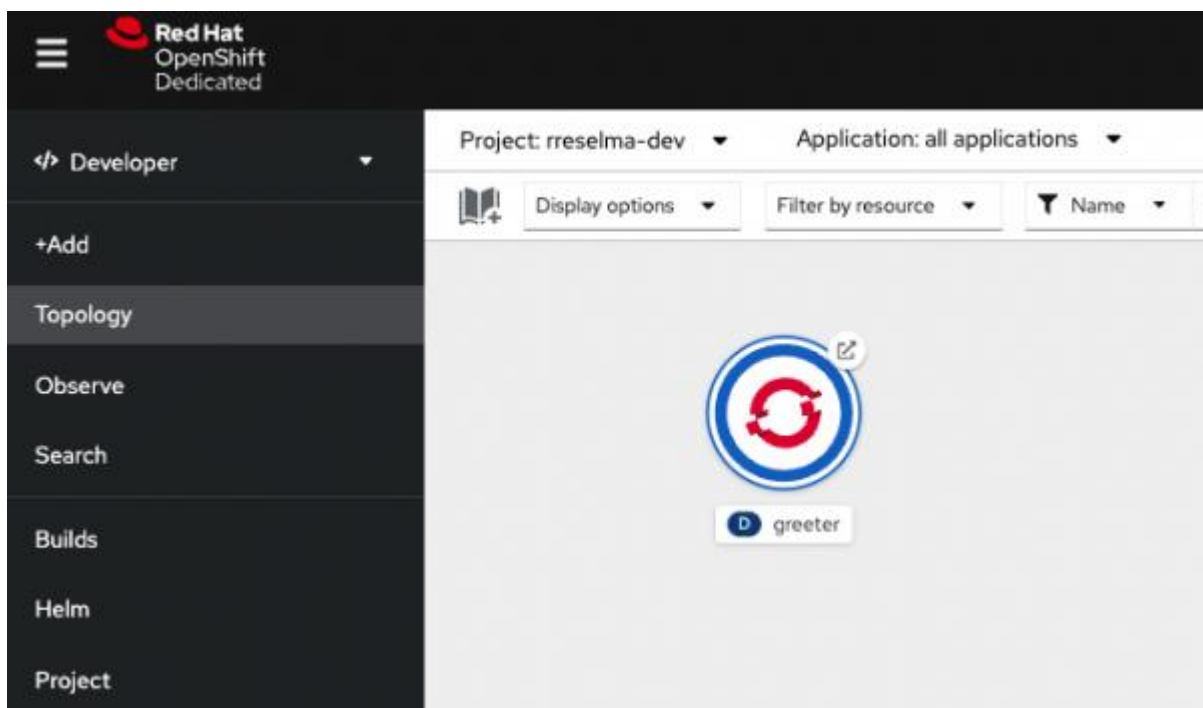 Red Hat
OpenShift
Dedicated
</> Developer
Project: rreselma-dev
Application: all applications
Display options
Filter by resource
Name
+Add
Topology
Observe
Search
D greeter
Builds
Helm
Project